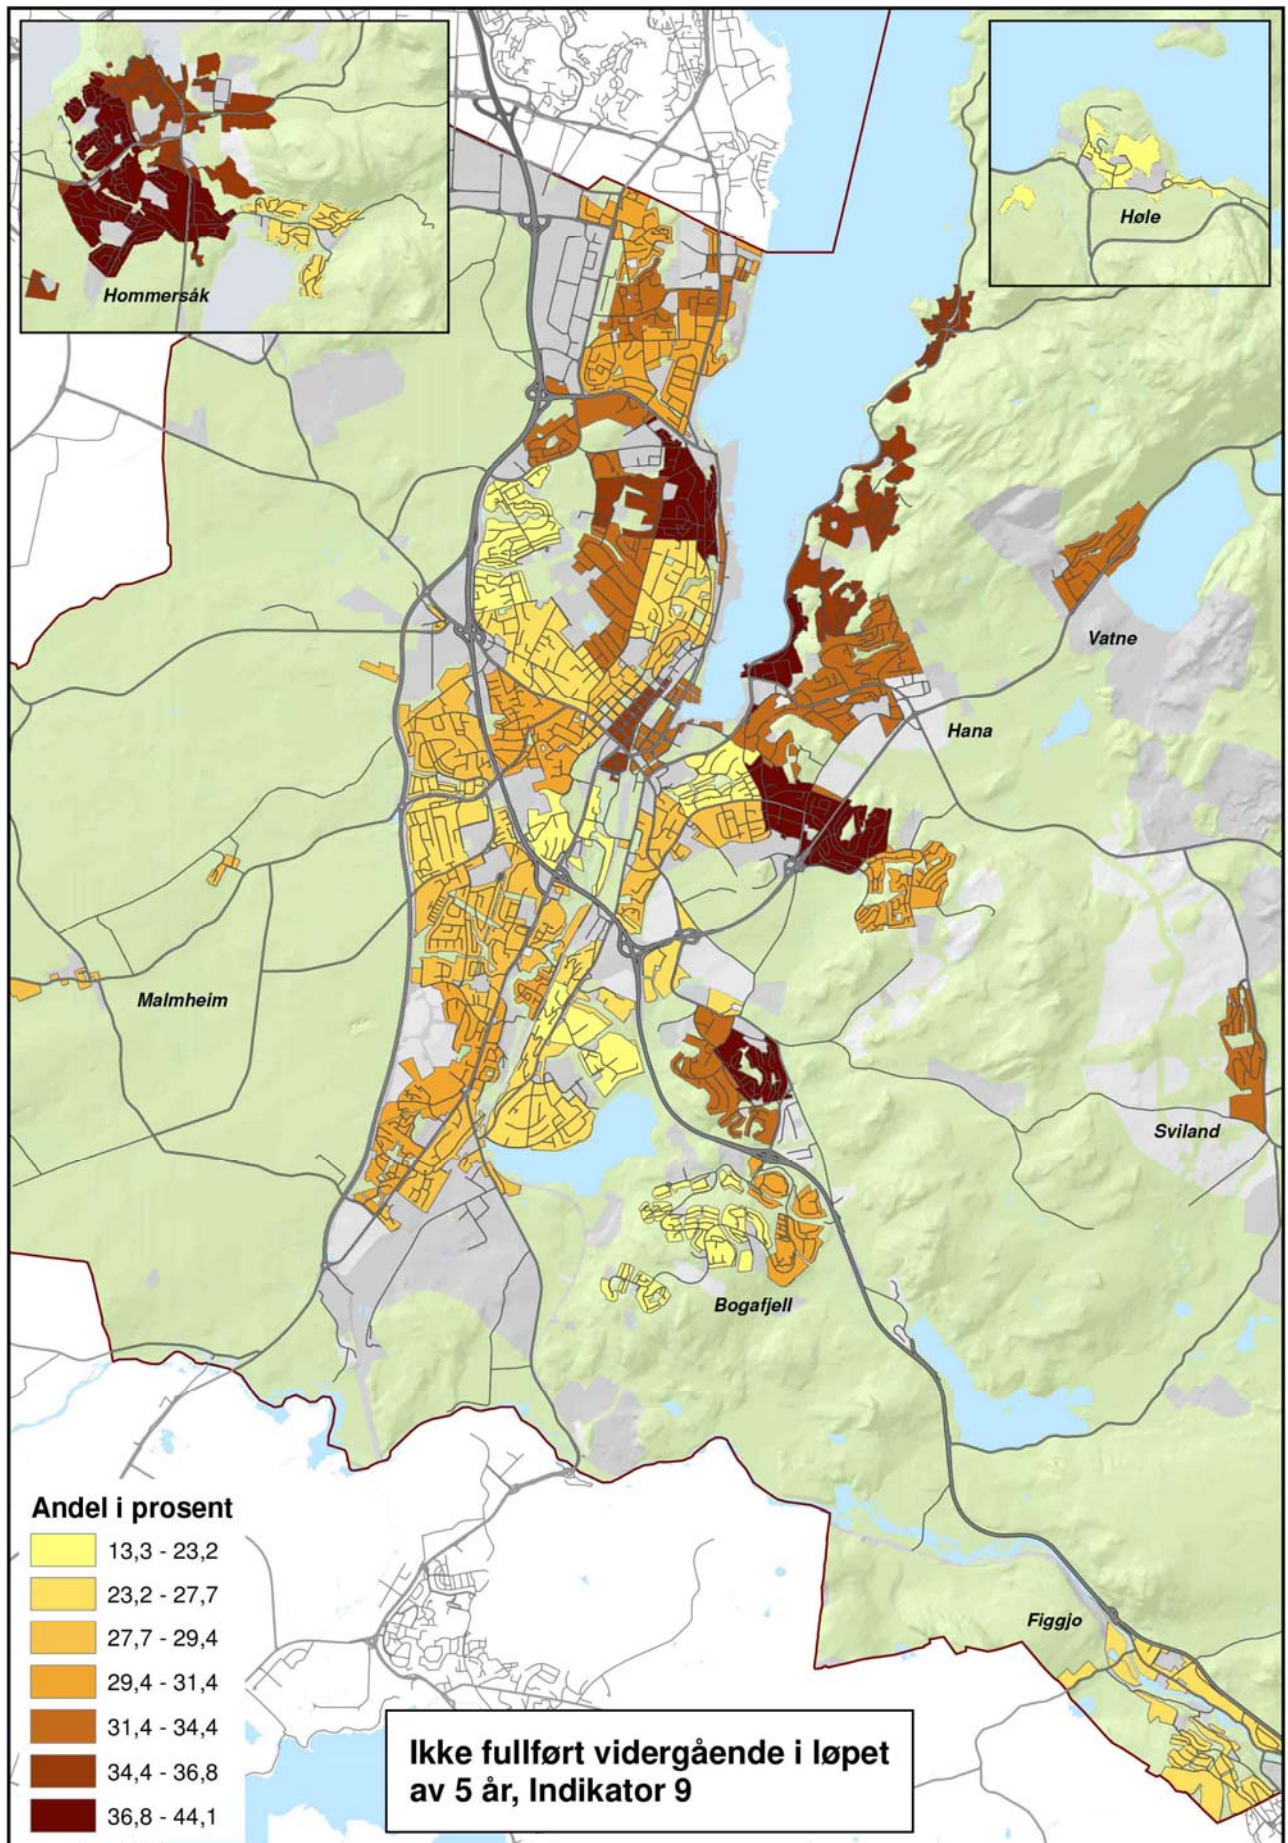 Hommersåk
Høle
Vatne
Hana
Malmheim
Sviland
Bogafjell
Figgjo
Andel i prosent
13,3 - 23,2
23,2 - 27,7
27,7 - 29,4
29,4 - 31,4
31,4 - 34,4
34,4 - 36,8
36,8 - 44,1
Ikke fullført vidergående i løpet
av 5 år, Indikator 9